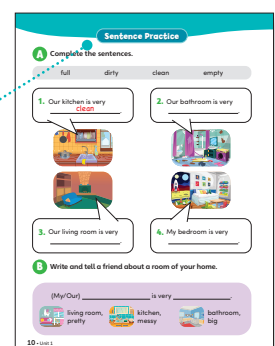 Sentence Practice
A Complete the sentences.
full dirty clean empty
1. Our kitchen is very
clean.
2. Our bathroom is very
.
3. Our living room is very
.
4. My bedroom is very
.
B Write and tell a friend about a room of your home.
(My/Our) ____________ is very ____________.
living room,
pretty
kitchen,
messy
bathroom,
big
10 • Unit 1